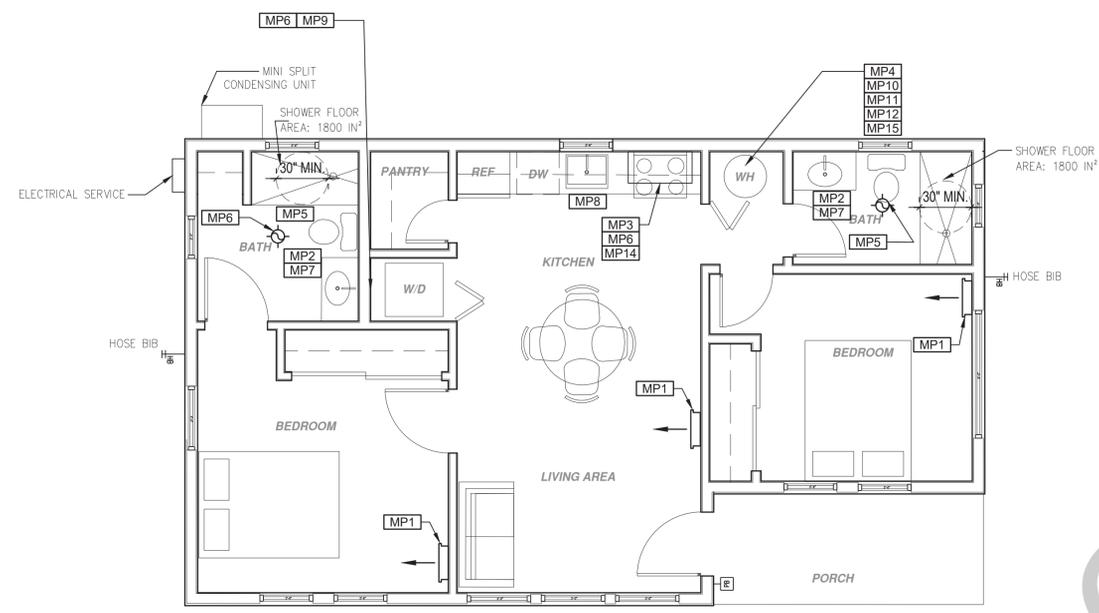 MP6 MP9
MINI SPLIT
CONDENSING UNIT
MP4
MP10
MP11
MP12
MP15
SHOWER FLOOR
AREA: 1800 IN²
SHOWER FLOOR
AREA: 1800 IN²
ELECTRICAL SERVICE
30" MIN.
PANTRY
REF
DW
WH
30" MIN.
MP6
MP5
MP8
MP2
MP7
BATH
MP5
BATH
MP2
MP7
MP3
MP6
MP14
KITCHEN
W/D
HOSE BIB
HB
HOSE BIB
HB
MP1
BEDROOM
MP1
BEDROOM
LIVING AREA
MP1
PORCH
PB